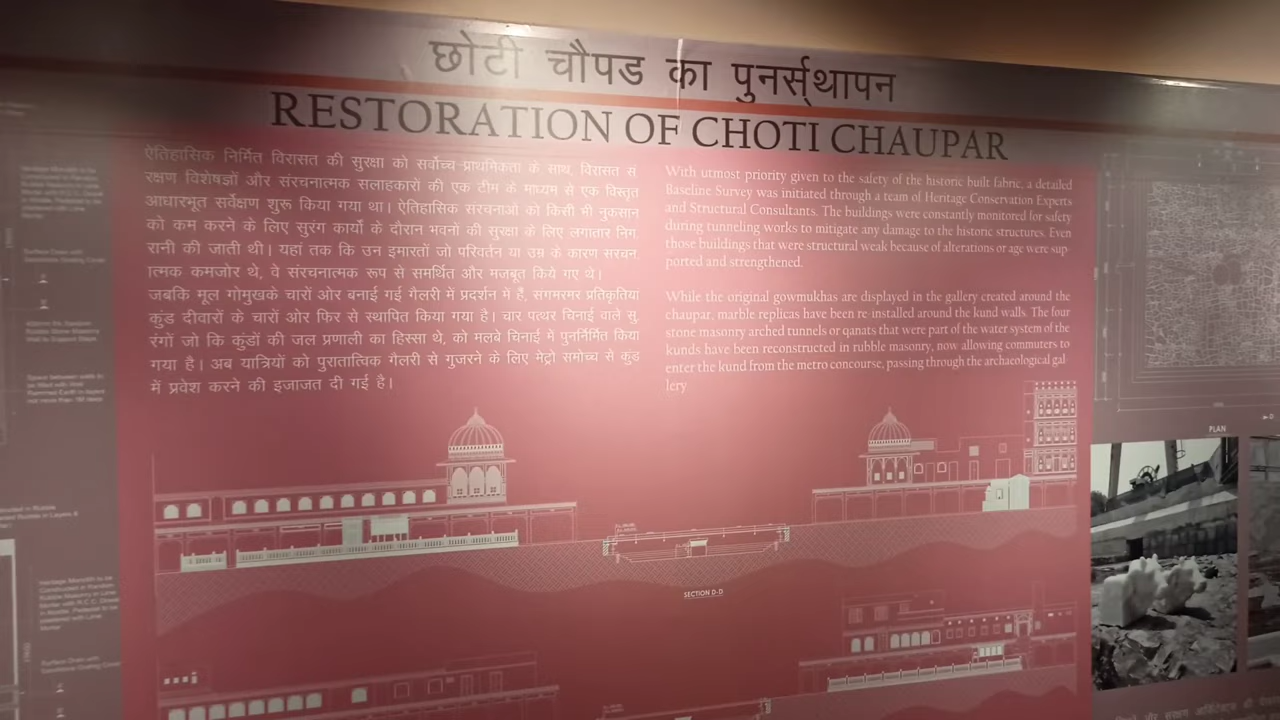 छोटी चौपड का पुनर्स्थापन
RESTORATION OF CHOTI CHAUPAR
ऐतिहासिक निर्मित विरासत की सुरक्षा को सर्वोच्च प्राथमिकता के साथ, विरासत सं
रक्षण विशेषज्ञों और संरचनात्मक सलाहकारों की एक टीम के माध्यम से एक विस्तृत
आधारभूत सर्वेक्षण शुरू किया गया था। ऐतिहासिक संरचनाओं को किसी भी नुकसान
को कम करने के लिए सुरंग कार्यों के दौरान भवनों की सुरक्षा के लिए लगातार निग
रानी की जाती थी। यहां तक कि उन इमारतों जो परिवर्तन या उम्र के कारण सरचन
ात्मक कमजोर थे, वे संरचनात्मक रूप से समर्थित और मजबूत किये गए थे।
जबकि मूल गोमुखके चारों ओर बनाई गई गैलरी में प्रदर्शन में हैं, संगमरमर प्रतिकृतियां
कुंड दीवारों के चारों ओर फिर से स्थापित किया गया है। चार पत्थर चिनाई वाले सु
रंगों जो कि कुंडों की जल प्रणाली का हिस्सा थे, को मलबे चिनाई में पुनर्निर्मित किया
गया है। अब यात्रियों को पुरातात्विक गैलरी से गुजरने के लिए मेट्रो समोच्च से कुंड
में प्रवेश करने की इजाजत दी गई है।
With utmost priority given to the safety of the historic built fabric, a detailed
Baseline Survey was initiated through a team of Heritage Conservation Experts
and Structural Consultants. The buildings were constantly monitored for safety
during tunneling works to mitigate any damage to the historic structures. Even
those buildings that were structural weak because of alterations or age were sup-
ported and strengthened.
While the original gowmukhas are displayed in the gallery created around the
chaupar, marble replicas have been re-installed around the kund walls. The four
stone masonry arched tunnels or qanats that were part of the water system of the
kunds have been reconstructed in rubble masonry, now allowing commuters to
enter the kund from the metro concourse, passing through the archaeological gal
lery
SECTION D-D
PLAN